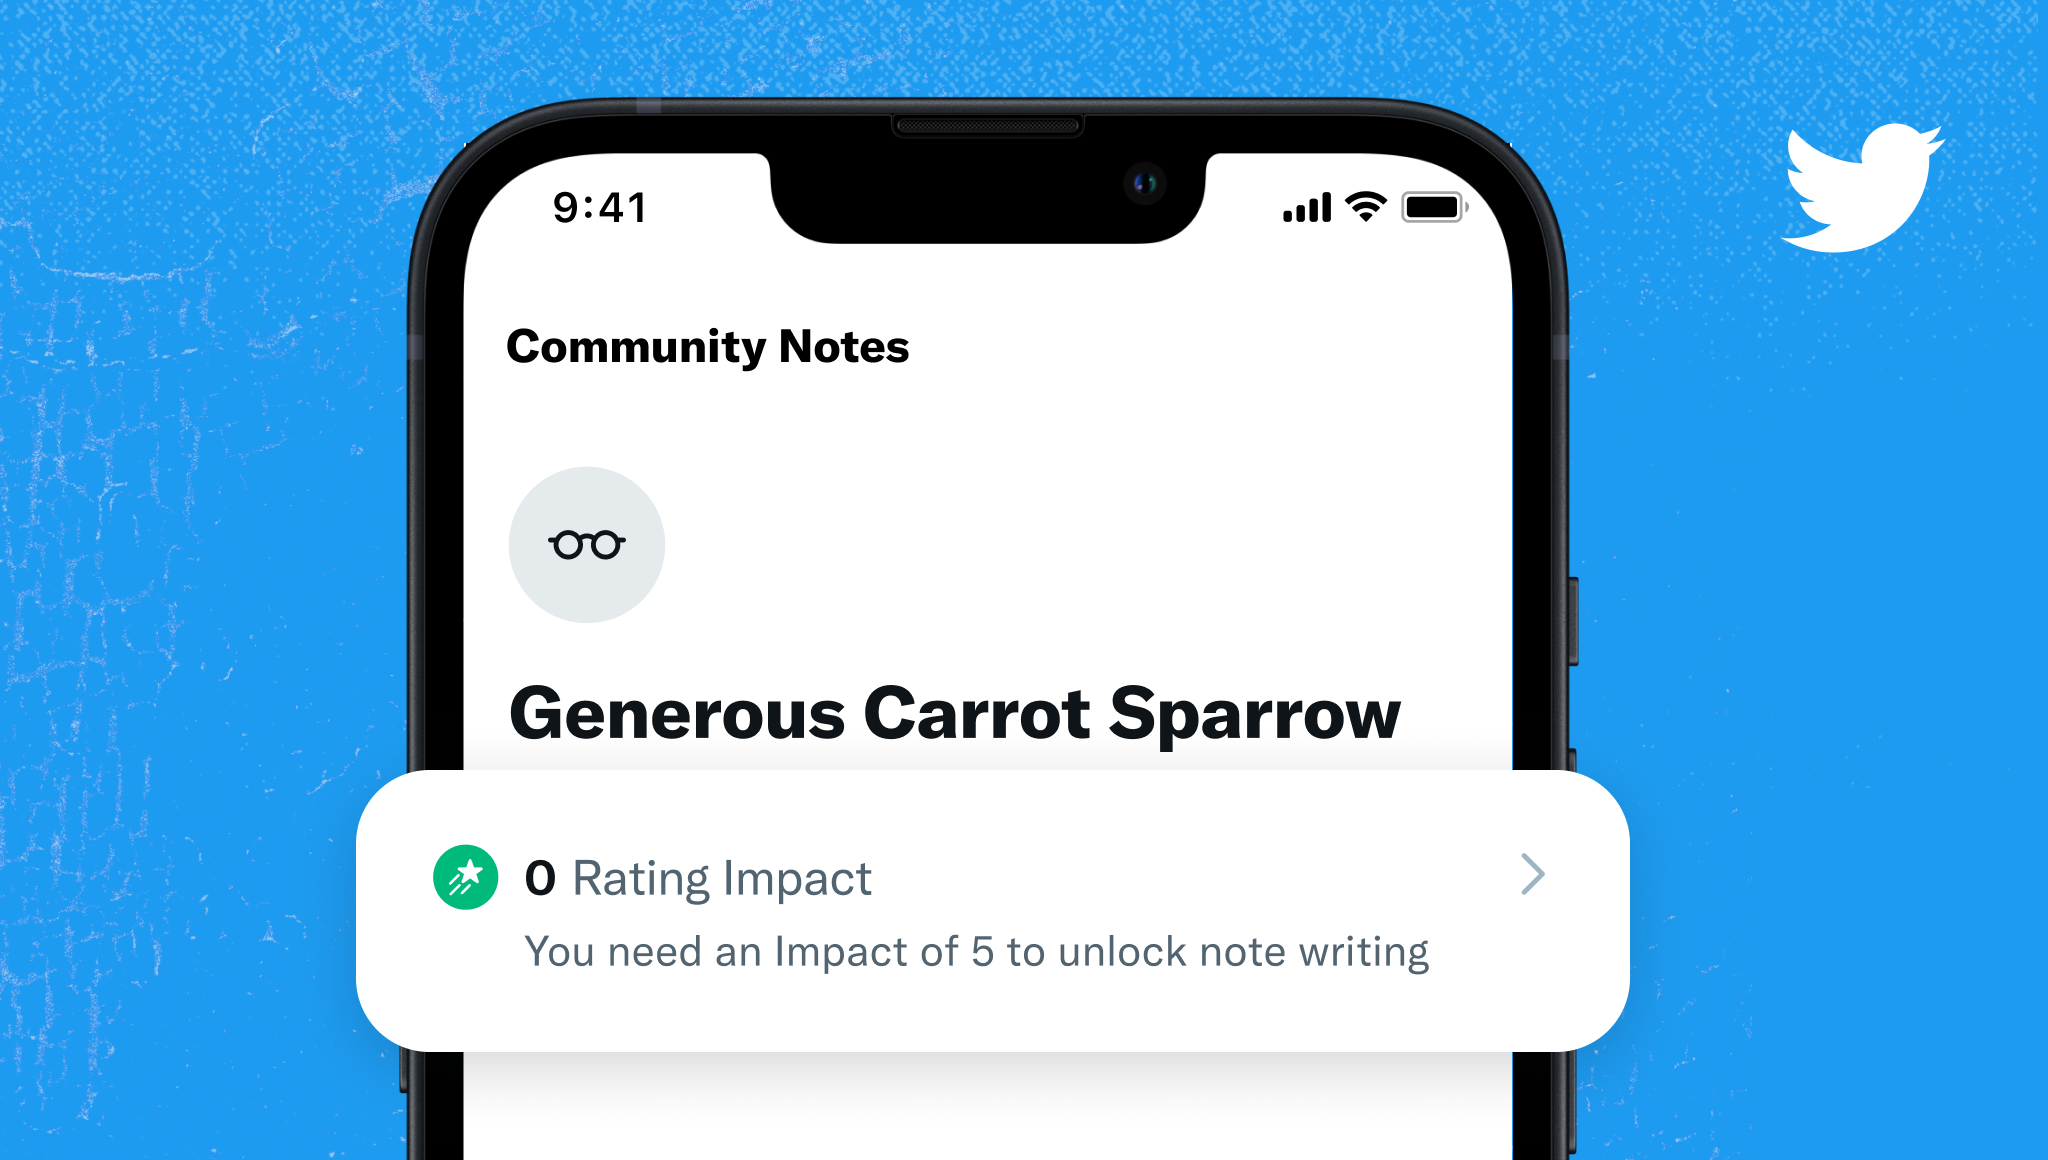 9:41
Community Notes
Generous Carrot Sparrow
0 Rating Impact
You need an Impact of 5 to unlock note writing